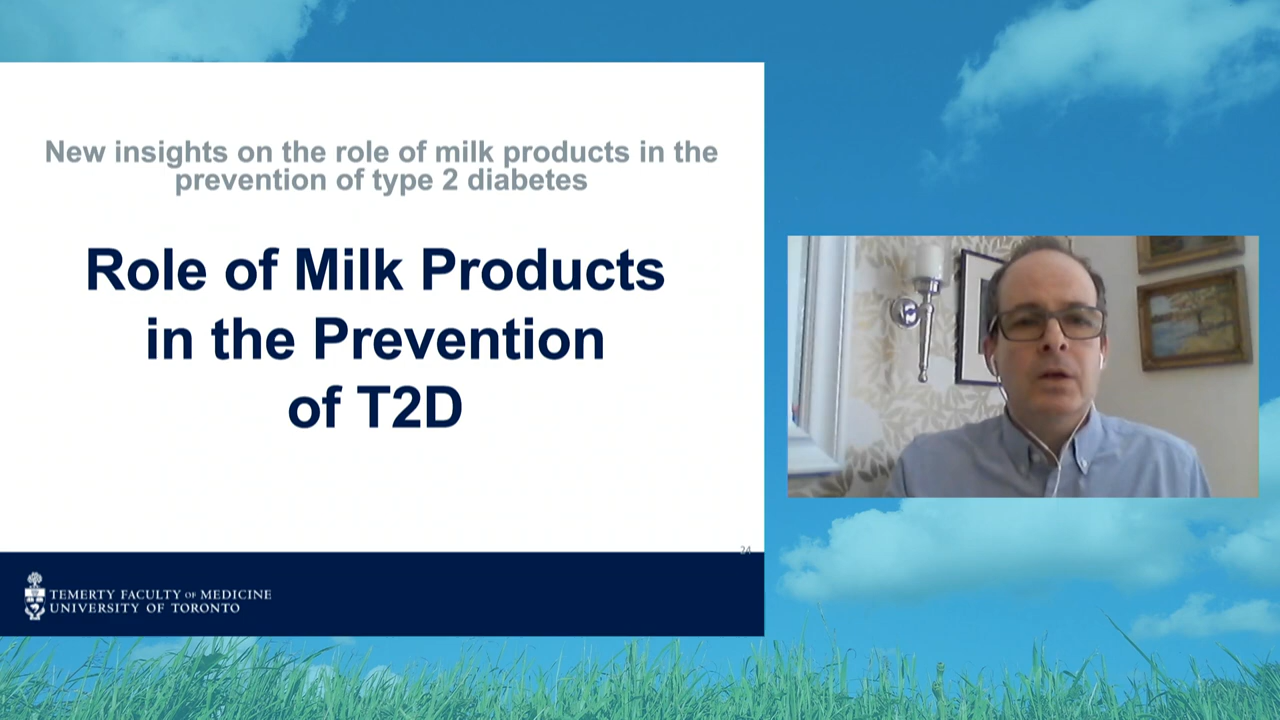 New insights on the role of milk products in the
prevention of type 2 diabetes
Role of Milk Products
in the Prevention
of T2D
24
TEMERTY FACULTY OF MEDICINE
UNIVERSITY OF TORONTO